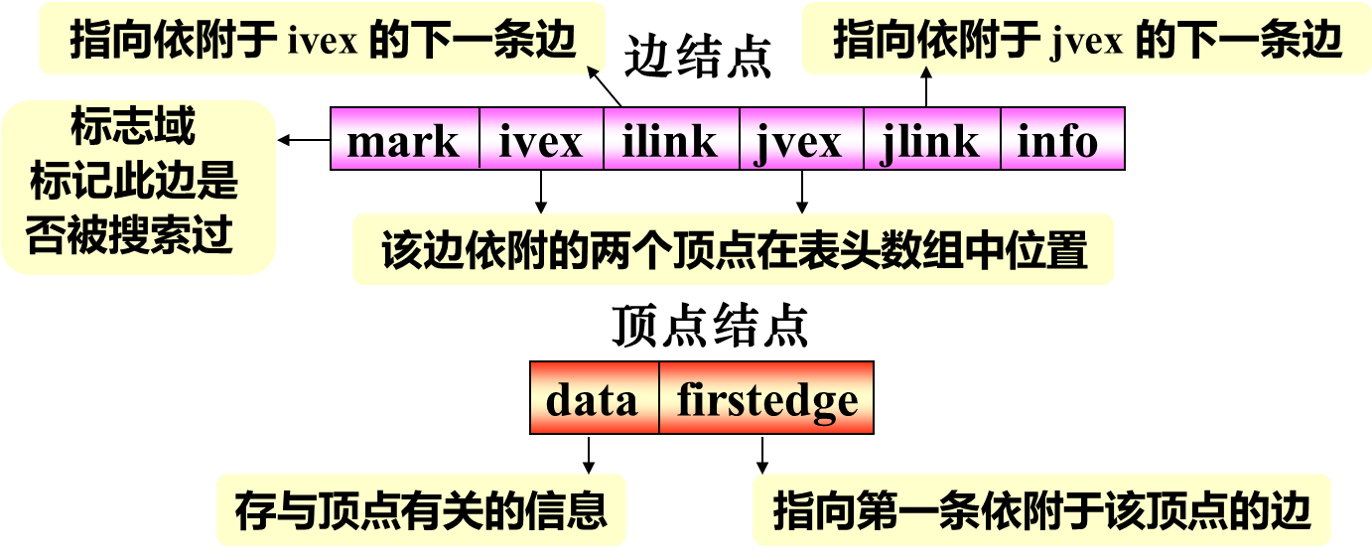 指向依附于 ivex 的下一条边
边结点
指向依附于 jvex 的下一条边
标志域
标记此边是
否被搜索过
mark ivex ilink jvex jlink info
该边依附的两个顶点在表头数组中位置
顶点结点
data firstedge
存与顶点有关的信息
指向第一条依附于该顶点的边